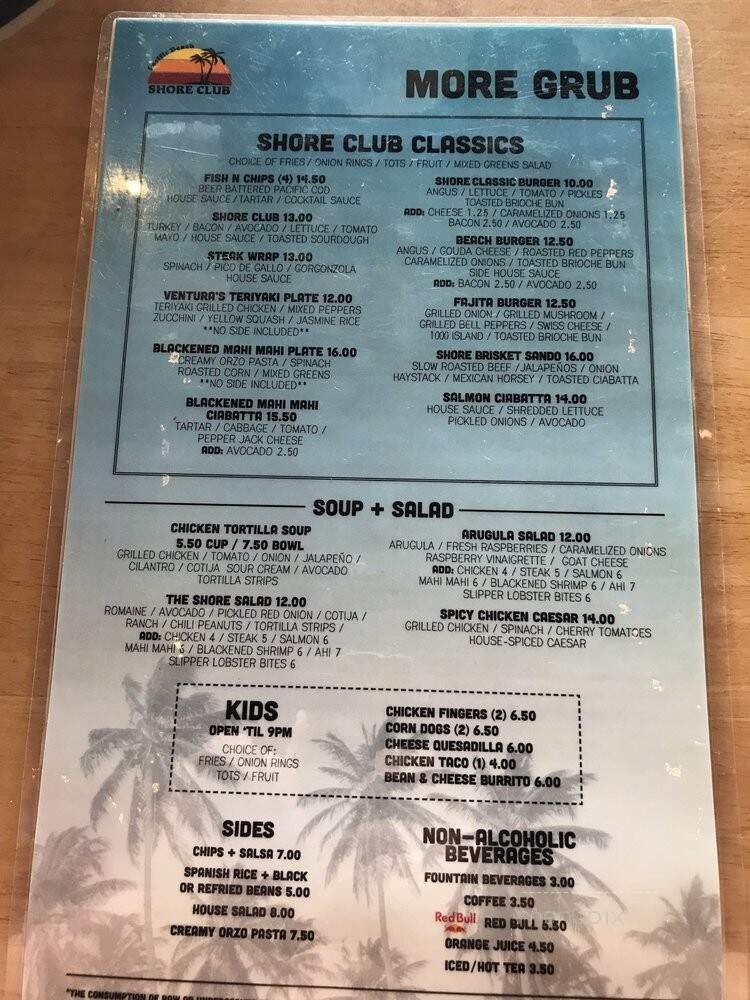 Pacific Beach
SHORE CLUB
MORE GRUB
SHORE CLUB CLASSICS
CHOICE OF FRIES / ONION RINGS / TOTS / FRUIT / MIXED GREENS SALAD
FISH N CHIPS (4) 14.50
BEER BATTERED PACIFIC COD
HOUSE SAUCE / TARTAR / COCKTAIL SAUCE
SHORE CLUB 13.00
TURKEY / BACON / AVOCADO / LETTUCE / TOMATO
MAYO / HOUSE SAUCE / TOASTED SOURDOUGH
STEAK WRAP 13.00
SPINACH / PICO DE GALLO / GORGONZOLA
HOUSE SAUCE
VENTURA'S TERIYAKI PLATE 12.00
TERIYAKI GRILLED CHICKEN / MIXED PEPPERS
ZUCCHINI / YELLOW SQUASH / JASMINE RICE
**NO SIDE INCLUDED**
BLACKENED MAHI MAHI PLATE 16.00
CREAMY ORZO PASTA / SPINACH
ROASTED CORN / MIXED GREENS
**NO SIDE INCLUDED**
BLACKENED MAHI MAHI
CIABATTA 15.50
TARTAR / CABBAGE / TOMATO /
PEPPER JACK CHEESE
ADD: AVOCADO 2.50
SHORE CLASSIC BURGER 10.00
ANGUS / LETTUCE / TOMATO / PICKLES
TOASTED BRIOCHE BUN
ADD: CHEESE 1.25 / CARAMELIZED ONIONS 1.25
BACON 2.50 / AVOCADO 2.50
BEACH BURGER 12.50
ANGUS / GOUDA CHEESE / ROASTED RED PEPPERS
CARAMELIZED ONIONS / TOASTED BRIOCHE BUN
SIDE HOUSE SAUCE
ADD: BACON 2.50 / AVOCADO 2.50
FAJITA BURGER 12.50
GRILLED ONION / GRILLED MUSHROOM /
GRILLED BELL PEPPERS / SWISS CHEESE /
1000 ISLAND / TOASTED BRIOCHE BUN
SHORE BRISKET SANDO 16.00
SLOW ROASTED BEEF / JALAPEÑOS / ONION
HAYSTACK / MEXICAN HORSEY / TOASTED CIABATTA
SALMON CIABATTA 14.00
HOUSE SAUCE / SHREDDED LETTUCE
PICKLED ONIONS / AVOCADO
SOUP + SALAD
CHICKEN TORTILLA SOUP
5.50 CUP / 7.50 BOWL
GRILLED CHICKEN / TOMATO / ONION / JALAPEÑO /
CILANTRO / COTIJA SOUR CREAM / AVOCADO
TORTILLA STRIPS
THE SHORE SALAD 12.00
ROMAINE / AVOCADO / PICKLED RED ONION / COTIJA /
RANCH / CHILI PEANUTS / TORTILLA STRIPS /
ADD: CHICKEN 4 / STEAK 5 / SALMON 6
MAHI MAHI 6 / BLACKENED SHRIMP 6 / AHI 7
SLIPPER LOBSTER BITES 6
ARUGULA SALAD 12.00
ARUGULA / FRESH RASPBERRIES / CARAMELIZED ONIONS
RASPBERRY VINAIGRETTE / GOAT CHEESE
ADD: CHICKEN 4 / STEAK 5 / SALMON 6
MAHI MAHI 6 / BLACKENED SHRIMP 6 / AHI 7
SLIPPER LOBSTER BITES 6
SPICY CHICKEN CAESAR 14.00
GRILLED CHICKEN / SPINACH / CHERRY TOMATOES
HOUSE-SPICED CAESAR
KIDS
OPEN 'TIL 9PM
CHOICE OF:
FRIES / ONION RINGS
TOTS / FRUIT
CHICKEN FINGERS (2) 6.50
CORN DOGS (2) 6.50
CHEESE QUESADILLA 6.00
CHICKEN TACO (1) 4.00
BEAN & CHEESE BURRITO 6.00
SIDES
CHIPS + SALSA 7.00
SPANISH RICE + BLACK
OR REFRIED BEANS 5.00
HOUSE SALAD 8.00
CREAMY ORZO PASTA 7.50
NON-ALCOHOLIC
BEVERAGES
FOUNTAIN BEVERAGES 3.00
COFFEE 3.50
RedBull RED BULL 5.50
ORANGE JUICE 4.50
ICED/HOT TEA 3.50
*THE CONSUMPTION OF RAW OR